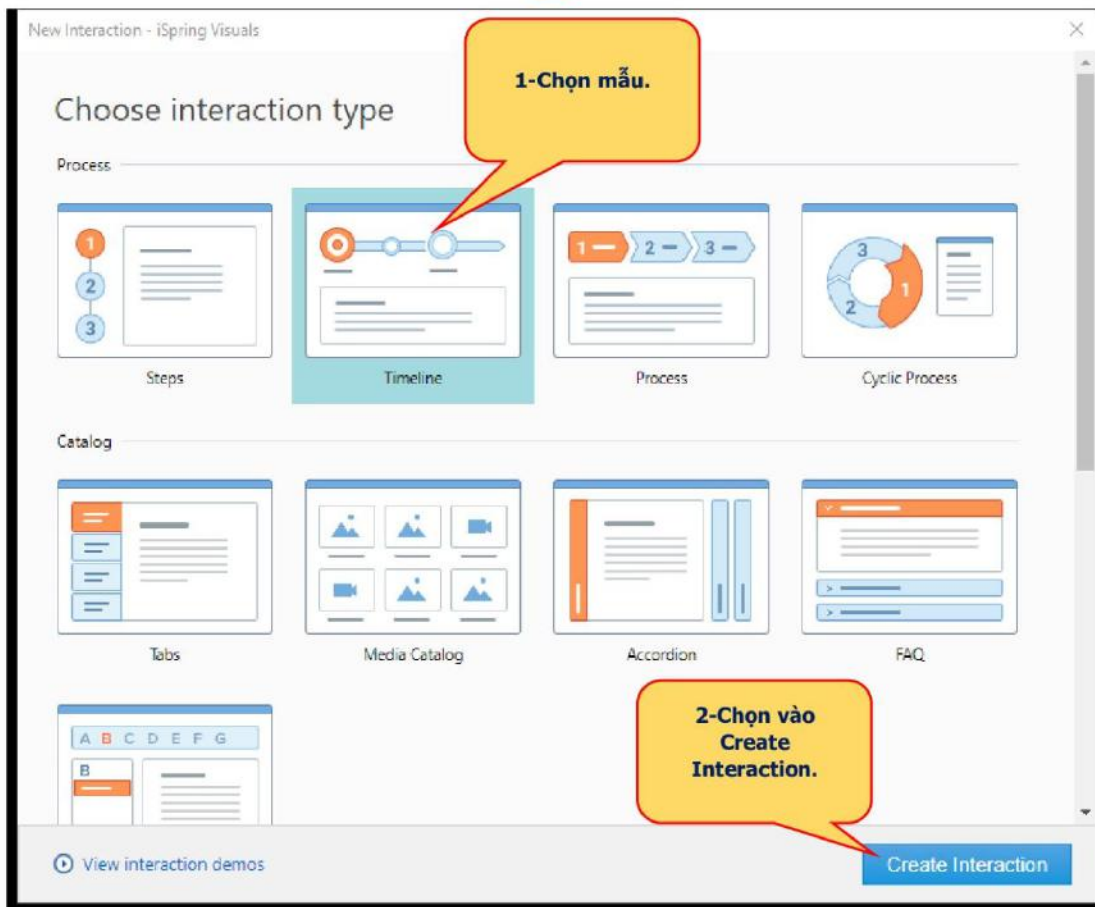 New Interaction - iSpring Visuals
1-Chọn mẫu.
Choose interaction type
Process
1
2
3
Steps
Timeline
1 2 3
Process
3
1
2
Cyclic Process
Catalog
Tabs
Media Catalog
Accordion
FAQ
2-Chọn vào
Create
Interaction.
A B C D E F G
B
View interaction demos
Create Interaction